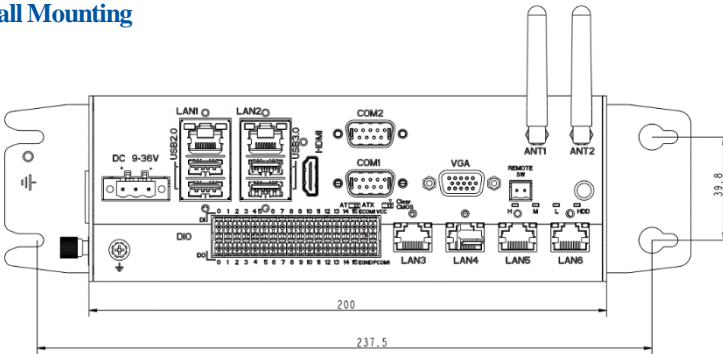 all Mounting
LAN1 LAN2
COM2
USB2.0 USB3.0 HDMI
ANT1 ANT2
DC 9-36V
+ -
COM1 VGA
REMOTE
SW
AT ATX Clear
CMOS
H M L HDD
DI 0 1 2 3 4 5 6 7 8 9 10 11 12 13 14 15
DIO
DO
0 1 2 3 4 5 6 7 8 9 10 11 12 13 14 15
LAN3 LAN4 LAN5 LAN6
39.8
200
237.5